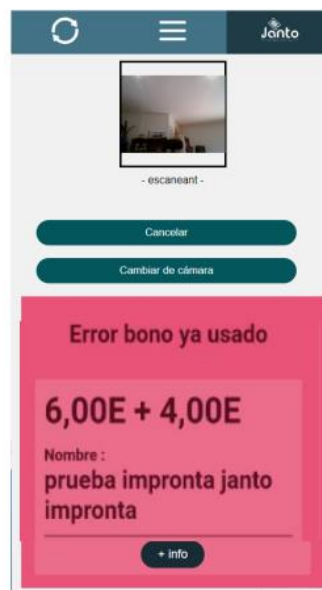 Janto
- escaneant -
Cancelar
Cambiar de cámara
Error bono ya usado
6,00E + 4,00E
Nombre :
prueba impronta janto
impronta
+ info